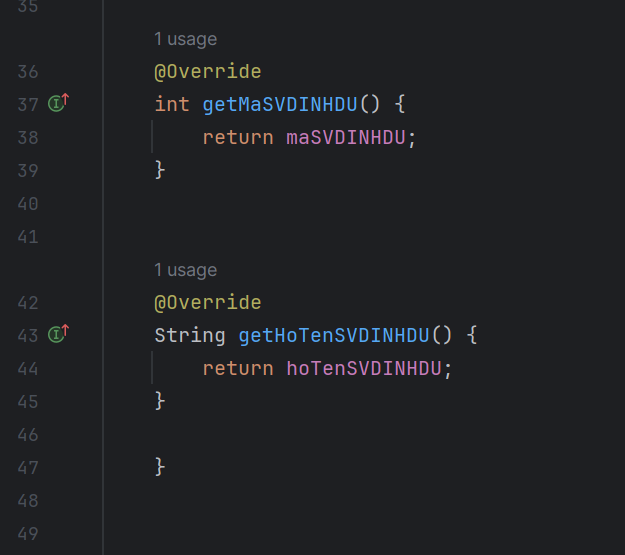 35
1 usage
36 @Override
37 int getMaSVDINHDU() {
38 return maSVDINHDU;
39 }
40
41
1 usage
42 @Override
43 String getHoTenSVDINHDU() {
44 return hoTenSVDINHDU;
45 }
46
47 }
48
49